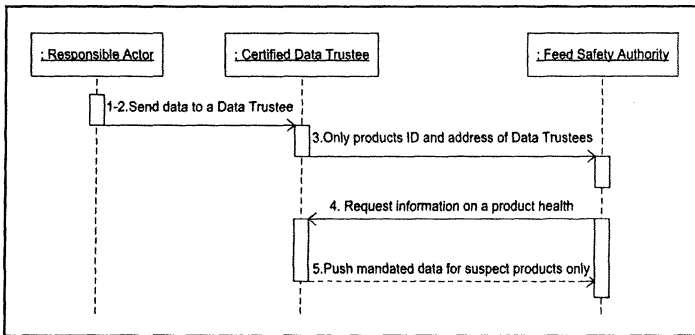 : Responsible Actor
: Certified Data Trustee
: Feed Safety Authority
1-2.Send data to a Data Trustee
3.Only products ID and address of Data Trustees
4. Request information on a product health
5.Push mandated data for suspect products only